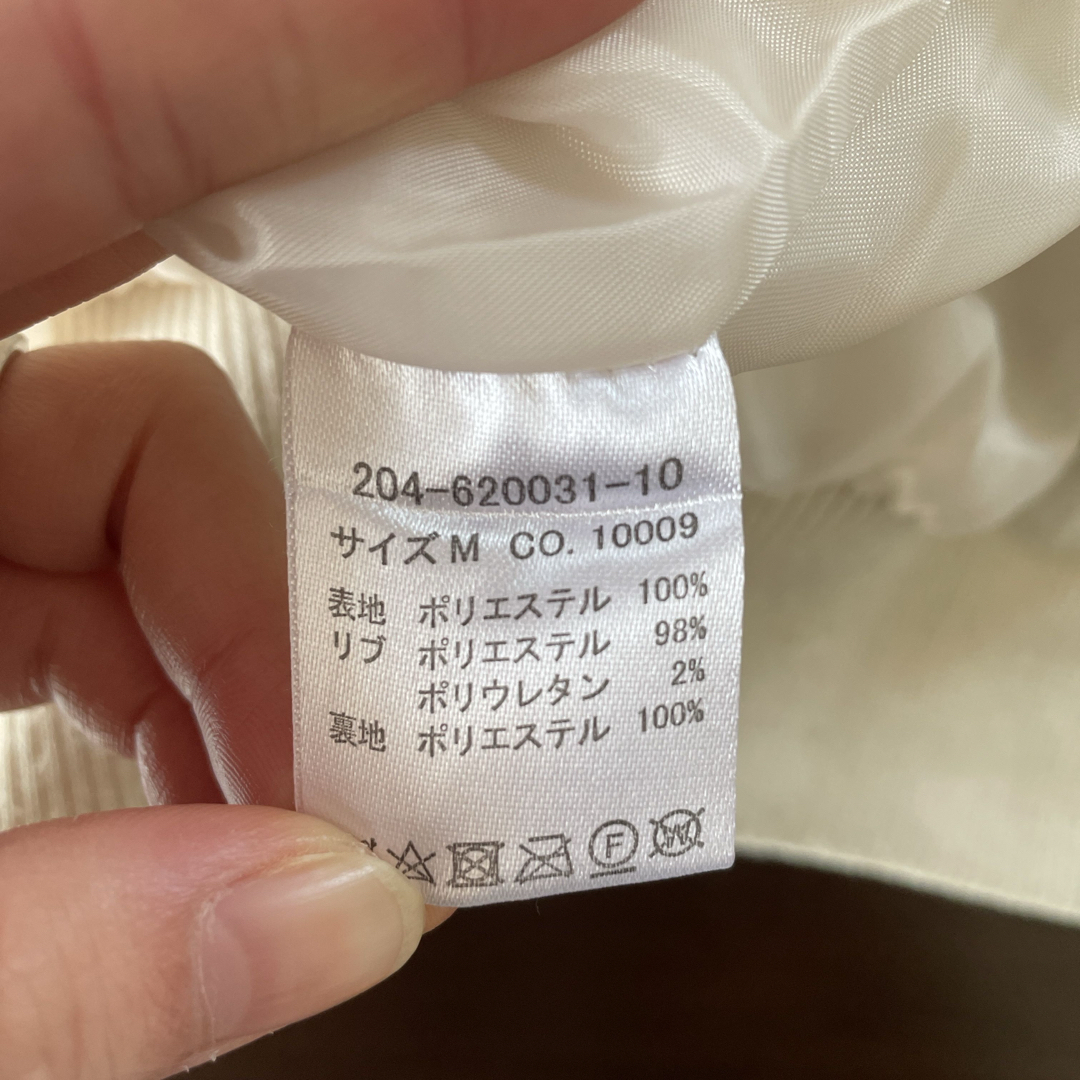 204-620031-10
サイズM CO. 10009
表地 ポリエステル 100%
リブ ポリエステル 98%
ポリウレタン 2%
裏地 ポリエステル 100%
F
W